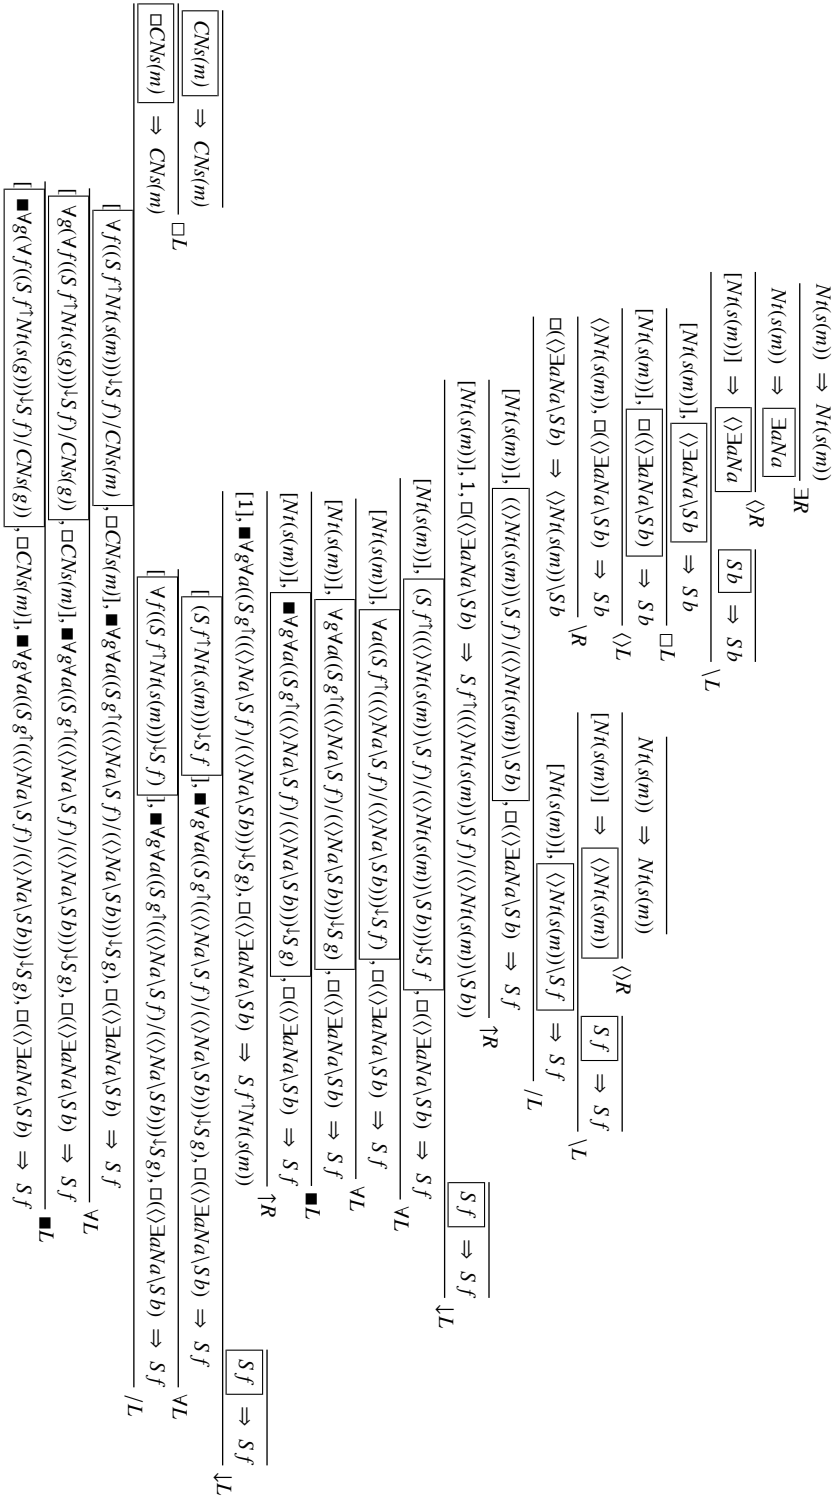 Nt(s(m)) ⇒ Nt(s(m))
∃R
Nt(s(m)) ⇒ ∃aNa
⟨⟩R
[Nt(s(m))] ⇒ ⟨⟩∃aNa Sb ⇒ Sb
\L
[Nt(s(m))], ⟨⟩∃aNa\Sb ⇒ Sb
□L
[Nt(s(m))], □(⟨⟩∃aNa\Sb) ⇒ Sb Nt(s(m)) ⇒ Nt(s(m))
⟨⟩L ⟨⟩R
⟨⟩Nt(s(m)), □(⟨⟩∃aNa\Sb) ⇒ Sb [Nt(s(m))] ⇒ ⟨⟩Nt(s(m)) Sf ⇒ Sf
\R \L
□(⟨⟩∃aNa\Sb) ⇒ ⟨⟩Nt(s(m))\Sb [Nt(s(m))], ⟨⟩Nt(s(m))\Sf ⇒ Sf
/L
[Nt(s(m))], (⟨⟩Nt(s(m))\Sf)/(⟨⟩Nt(s(m))\Sb), □(⟨⟩∃aNa\Sb) ⇒ Sf
↑R
[Nt(s(m))], 1, □(⟨⟩∃aNa\Sb) ⇒ Sf↑((⟨⟩Nt(s(m))\Sf)/(⟨⟩Nt(s(m))\Sb)) Sf ⇒ Sf
↓L
[Nt(s(m))], (Sf↑((⟨⟩Nt(s(m))\Sf)/(⟨⟩Nt(s(m))\Sb)))↓Sf, □(⟨⟩∃aNa\Sb) ⇒ Sf
∀L
[Nt(s(m))], ∀a((Sf↑((⟨⟩Na\Sf)/(⟨⟩Na\Sb)))↓Sf), □(⟨⟩∃aNa\Sb) ⇒ Sf
∀L
[Nt(s(m))], ∀g∀a((Sg↑((⟨⟩Na\Sf)/(⟨⟩Na\Sb)))↓Sg), □(⟨⟩∃aNa\Sb) ⇒ Sf
■L
[Nt(s(m))], ■∀g∀a((Sg↑((⟨⟩Na\Sf)/(⟨⟩Na\Sb)))↓Sg), □(⟨⟩∃aNa\Sb) ⇒ Sf
↑R
[1], ■∀g∀a((Sg↑((⟨⟩Na\Sf)/(⟨⟩Na\Sb)))↓Sg), □(⟨⟩∃aNa\Sb) ⇒ Sf↑Nt(s(m)) Sf ⇒ Sf
↓L
CNs(m) ⇒ CNs(m) [(Sf↑Nt(s(m)))↓Sf], ■∀g∀a((Sg↑((⟨⟩Na\Sf)/(⟨⟩Na\Sb)))↓Sg), □(⟨⟩∃aNa\Sb) ⇒ Sf
□L ∀L
□CNs(m) ⇒ CNs(m) [∀f((Sf↑Nt(s(m)))↓Sf)], ■∀g∀a((Sg↑((⟨⟩Na\Sf)/(⟨⟩Na\Sb)))↓Sg), □(⟨⟩∃aNa\Sb) ⇒ Sf
/L
[∀f((Sf↑Nt(s(m)))↓Sf)/CNs(m), □CNs(m)], ■∀g∀a((Sg↑((⟨⟩Na\Sf)/(⟨⟩Na\Sb)))↓Sg), □(⟨⟩∃aNa\Sb) ⇒ Sf
∀L
[∀g(∀f((Sf↑Nt(s(g)))↓Sf)/CNs(g)), □CNs(m)], ■∀g∀a((Sg↑((⟨⟩Na\Sf)/(⟨⟩Na\Sb)))↓Sg), □(⟨⟩∃aNa\Sb) ⇒ Sf
■L
[■∀g(∀f((Sf↑Nt(s(g)))↓Sf)/CNs(g)), □CNs(m)], ■∀g∀a((Sg↑((⟨⟩Na\Sf)/(⟨⟩Na\Sb)))↓Sg), □(⟨⟩∃aNa\Sb) ⇒ Sf